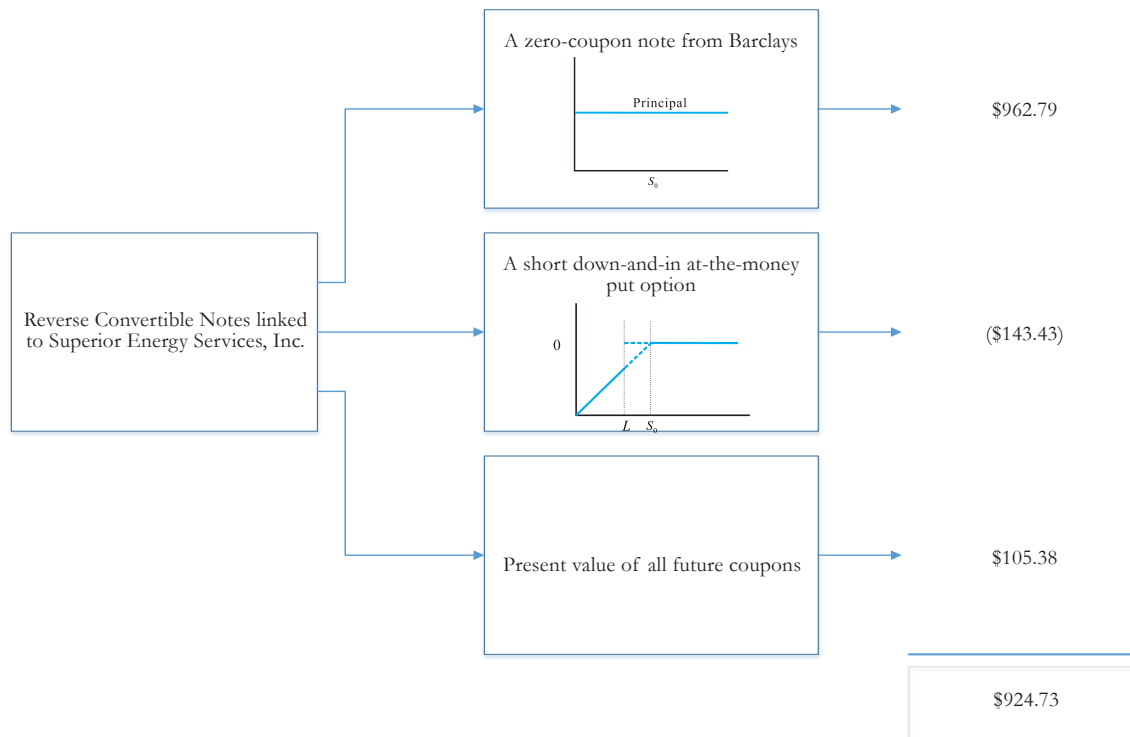 A zero-coupon note from Barclays
Principal
S₀
$962.79
Reverse Convertible Notes linked
to Superior Energy Services, Inc.
A short down-and-in at-the-money
put option
0
L S₀
($143.43)
Present value of all future coupons
$105.38
$924.73